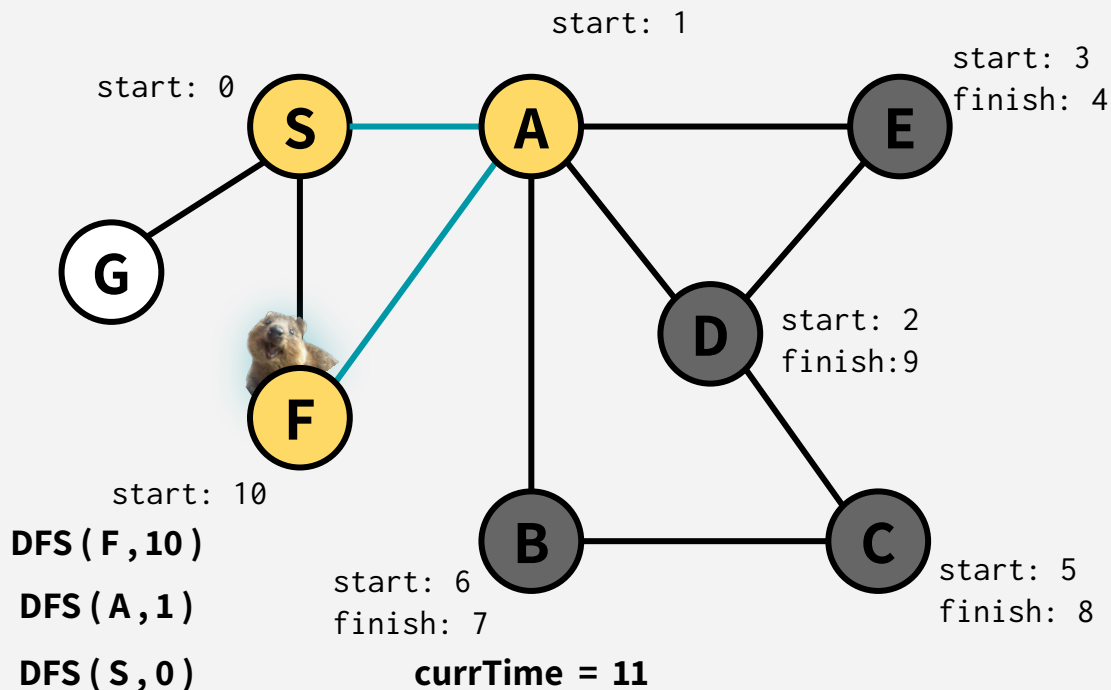 start: 1
start: 0
start: 3
finish: 4
S
A
E
G
D
start: 2
finish:9
F
start: 10
DFS ( F , 10 )
B
C
start: 6
finish: 7
start: 5
finish: 8
DFS ( A , 1 )
DFS ( S , 0 )
currTime = 11